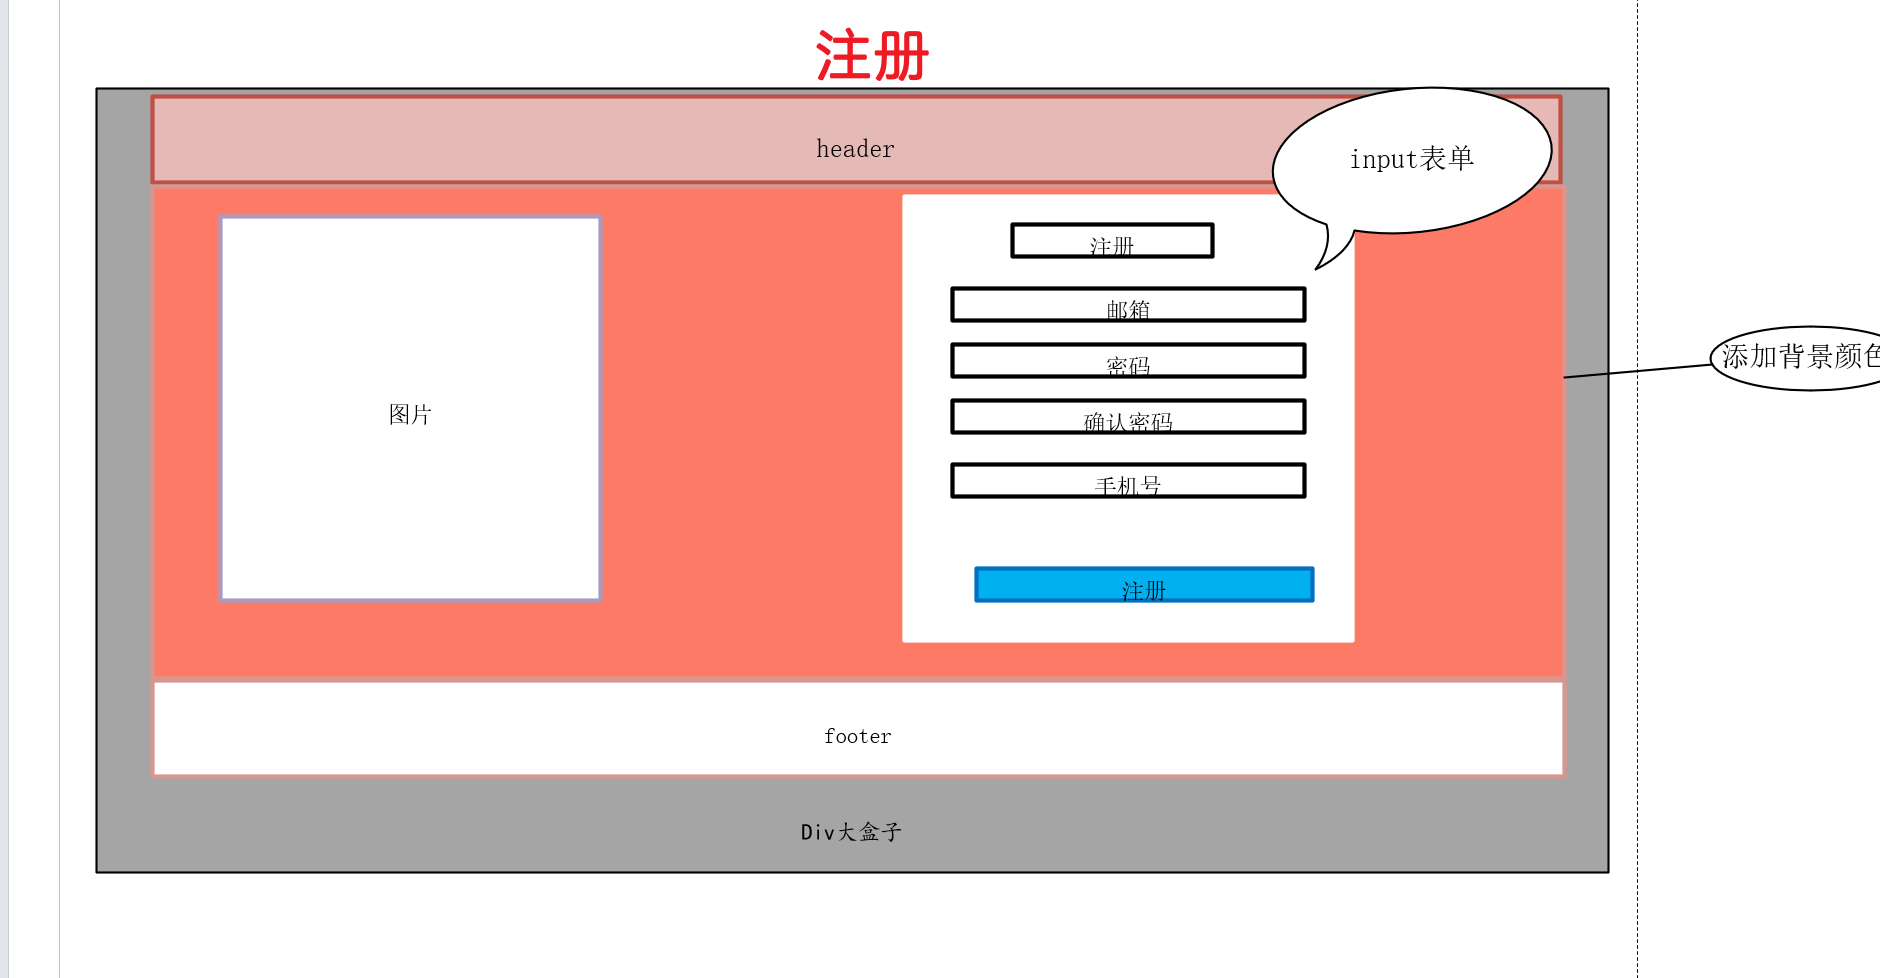 注册
header
input表单
注册
邮箱
密码
确认密码
手机号
注册
图片
添加背景颜色
footer
Div大盒子